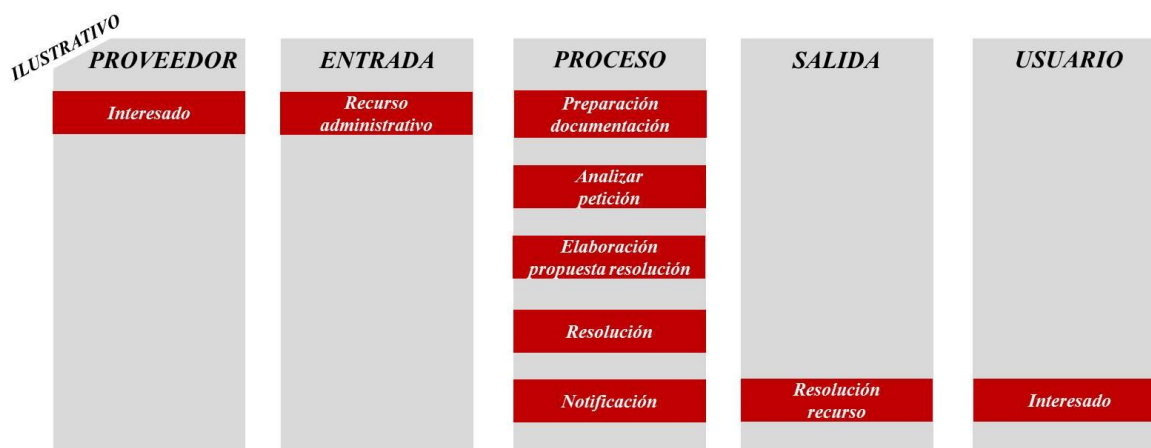 ILUSTRATIVO
PROVEEDOR
ENTRADA
PROCESO
SALIDA
USUARIO
Interesado
Recurso
administrativo
Preparación
documentación
Analizar
petición
Elaboración
propuesta resolución
Resolución
Notificación
Resolución
recurso
Interesado